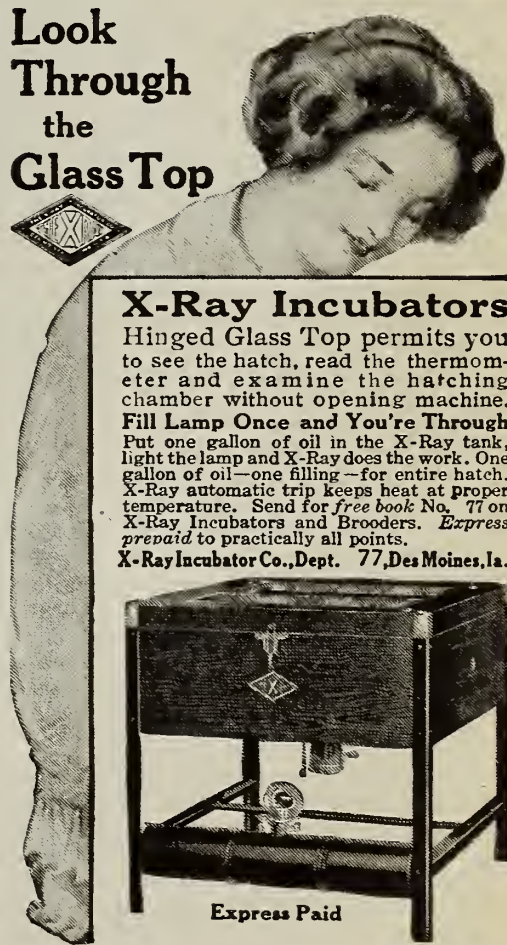 Look
Through
the
Glass Top
X
X-Ray Incubators
Hinged Glass Top permits you
to see the hatch, read the thermom-
eter and examine the hatching
chamber without opening machine.
Fill Lamp Once and You're Through
Put one gallon of oil in the X-Ray tank,
light the lamp and X-Ray does the work. One
gallon of oil—one filling—for entire hatch.
X-Ray automatic trip keeps heat at proper
temperature. Send for free book No. 77 on
X-Ray Incubators and Brooders. Express
prepaid to practically all points.
X-Ray Incubator Co., Dept. 77, Des Moines, Ia.
X
Express Paid